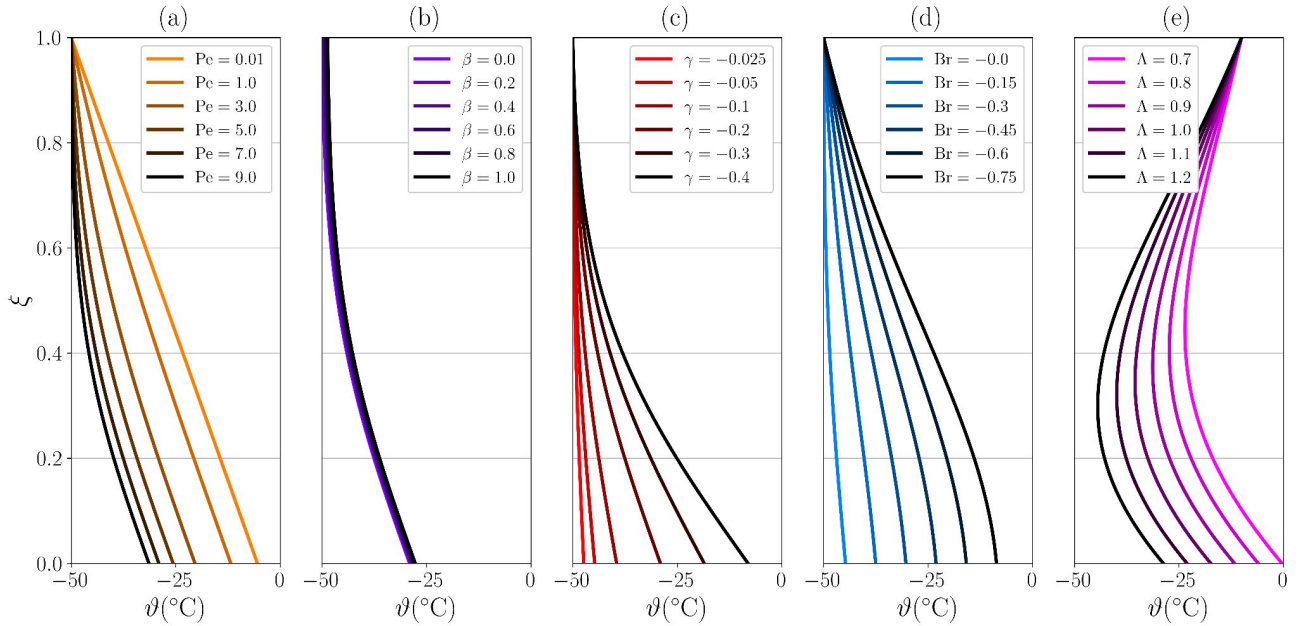 (a)
(b)
(c)
(d)
(e)
ξ
1.0
0.8
0.6
0.4
0.2
0.0
Pe = 0.01
Pe = 1.0
Pe = 3.0
Pe = 5.0
Pe = 7.0
Pe = 9.0
−50
−25
0
ϑ(°C)
β = 0.0
β = 0.2
β = 0.4
β = 0.6
β = 0.8
β = 1.0
−50
−25
0
ϑ(°C)
γ = −0.025
γ = −0.05
γ = −0.1
γ = −0.2
γ = −0.3
γ = −0.4
−50
−25
0
ϑ(°C)
Br = −0.0
Br = −0.15
Br = −0.3
Br = −0.45
Br = −0.6
Br = −0.75
−50
−25
0
ϑ(°C)
Λ = 0.7
Λ = 0.8
Λ = 0.9
Λ = 1.0
Λ = 1.1
Λ = 1.2
−50
−25
0
ϑ(°C)